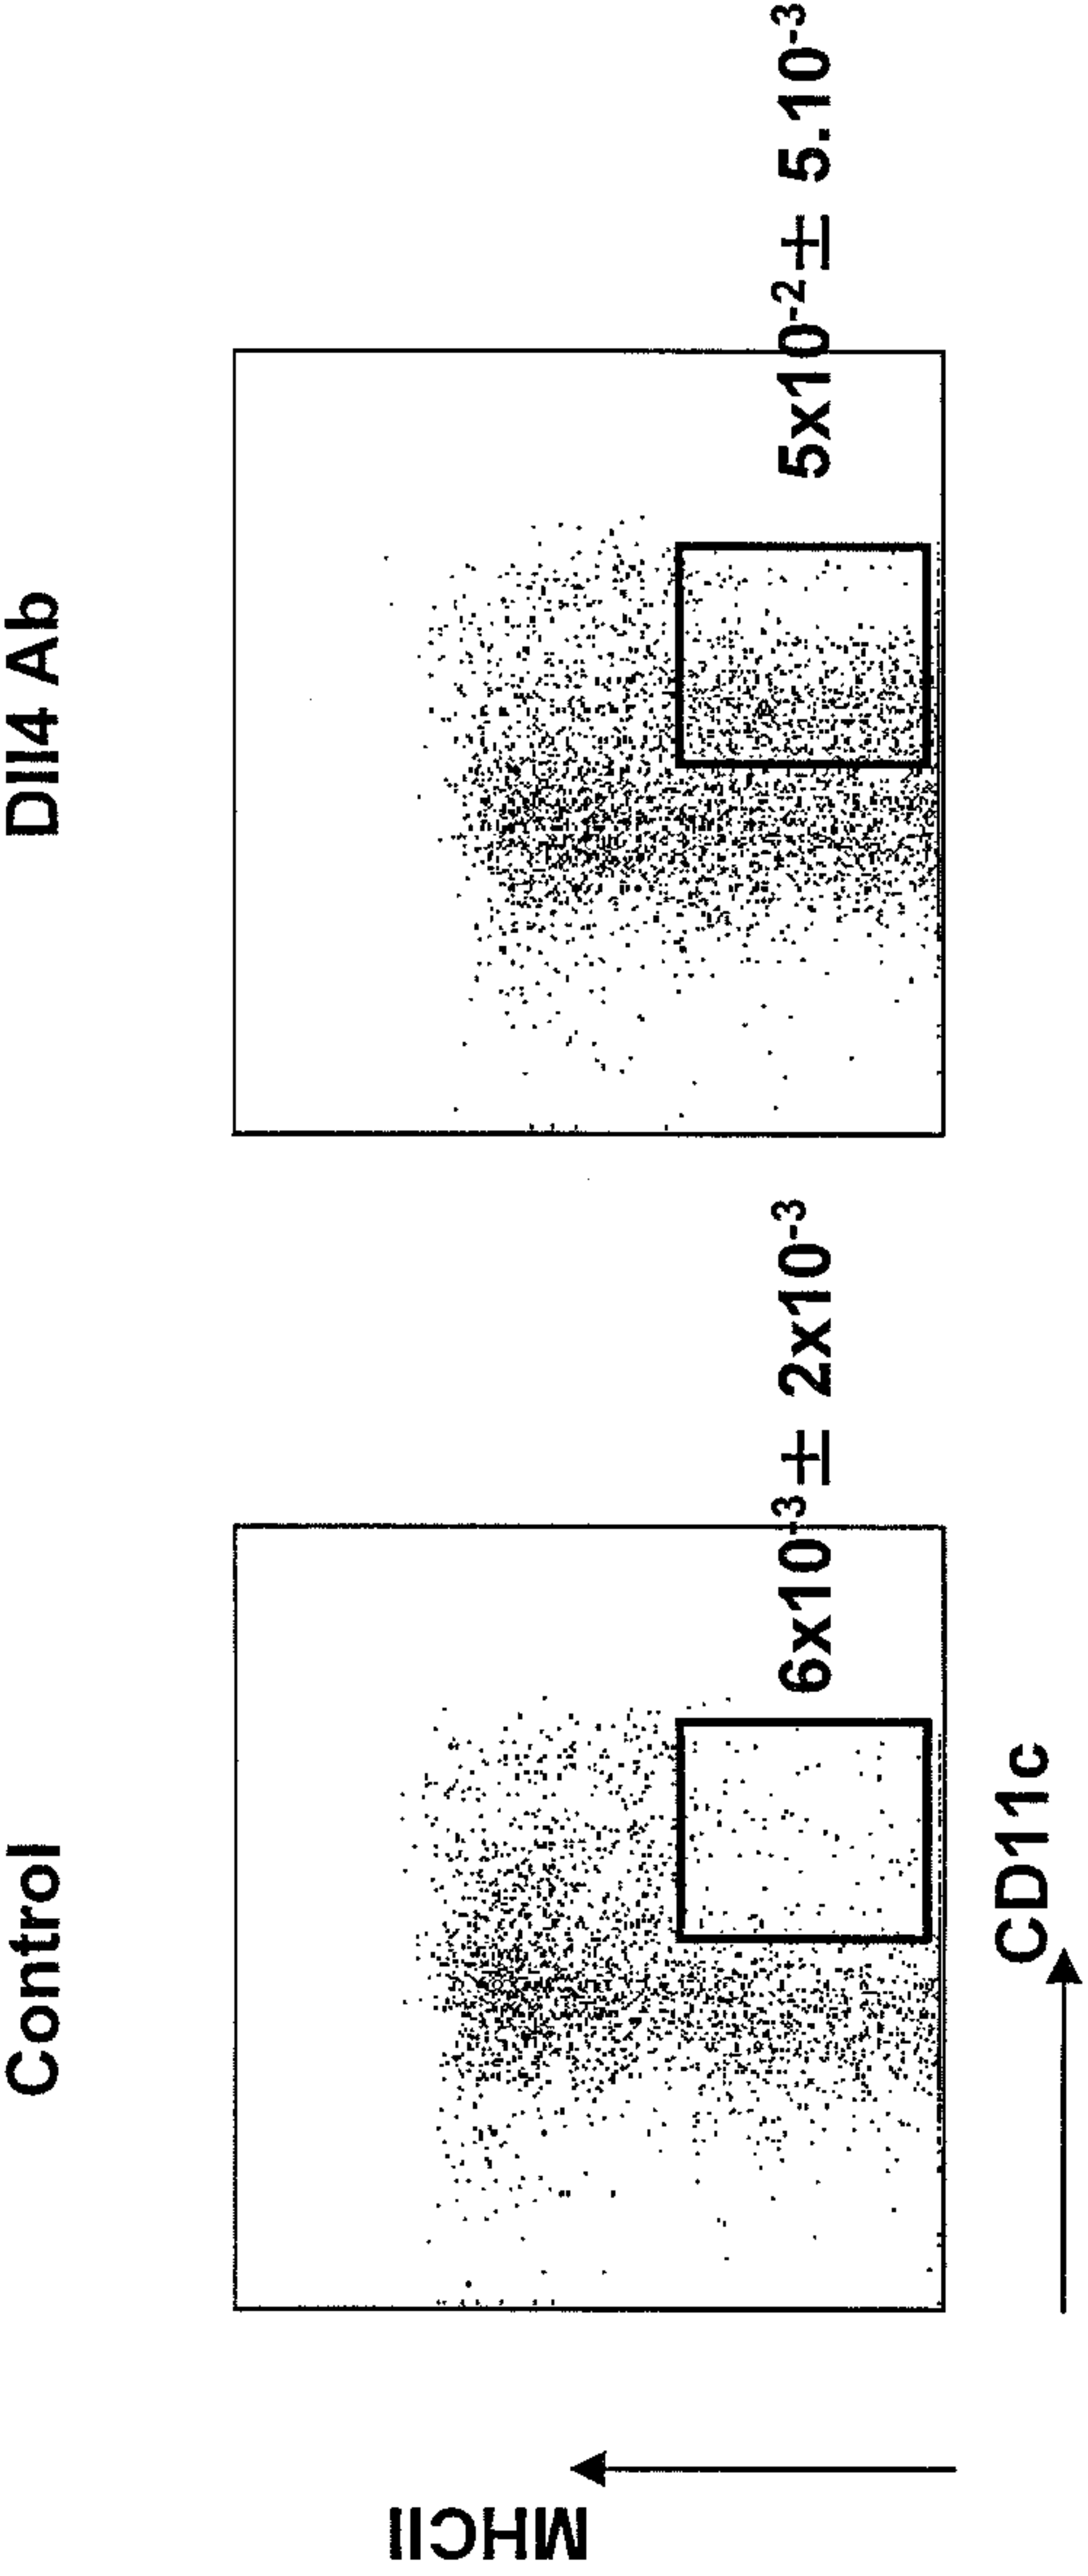 Control
Dll4 Ab
MHCII
6x10⁻³± 2x10⁻³
5x10⁻²± 5.10⁻³
CD11c